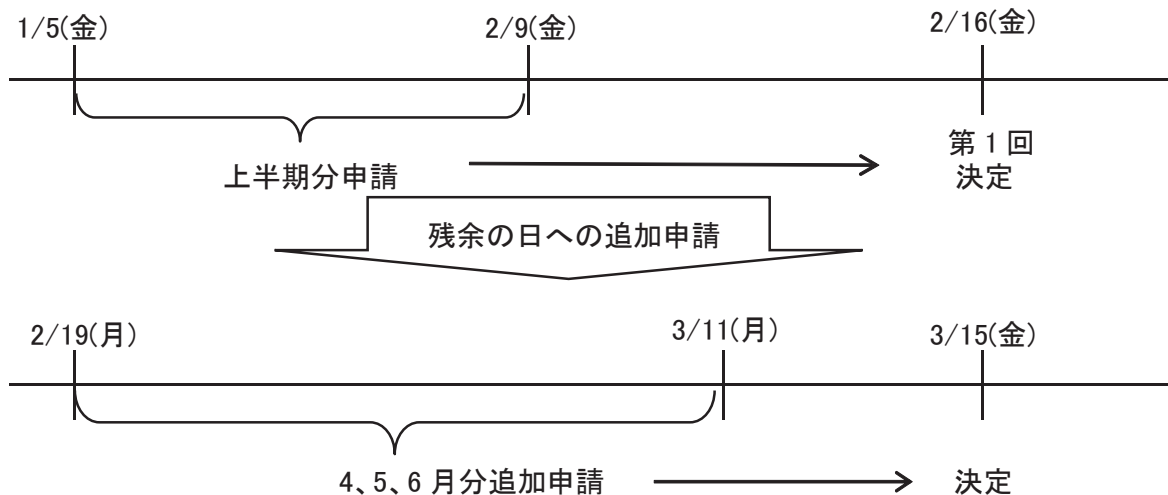 1/5(金) 2/9(金) 2/16(金)
上半期分申請
第1回
決定
残余の日への追加申請
2/19(月) 3/11(月) 3/15(金)
4、5、6月分追加申請 決定